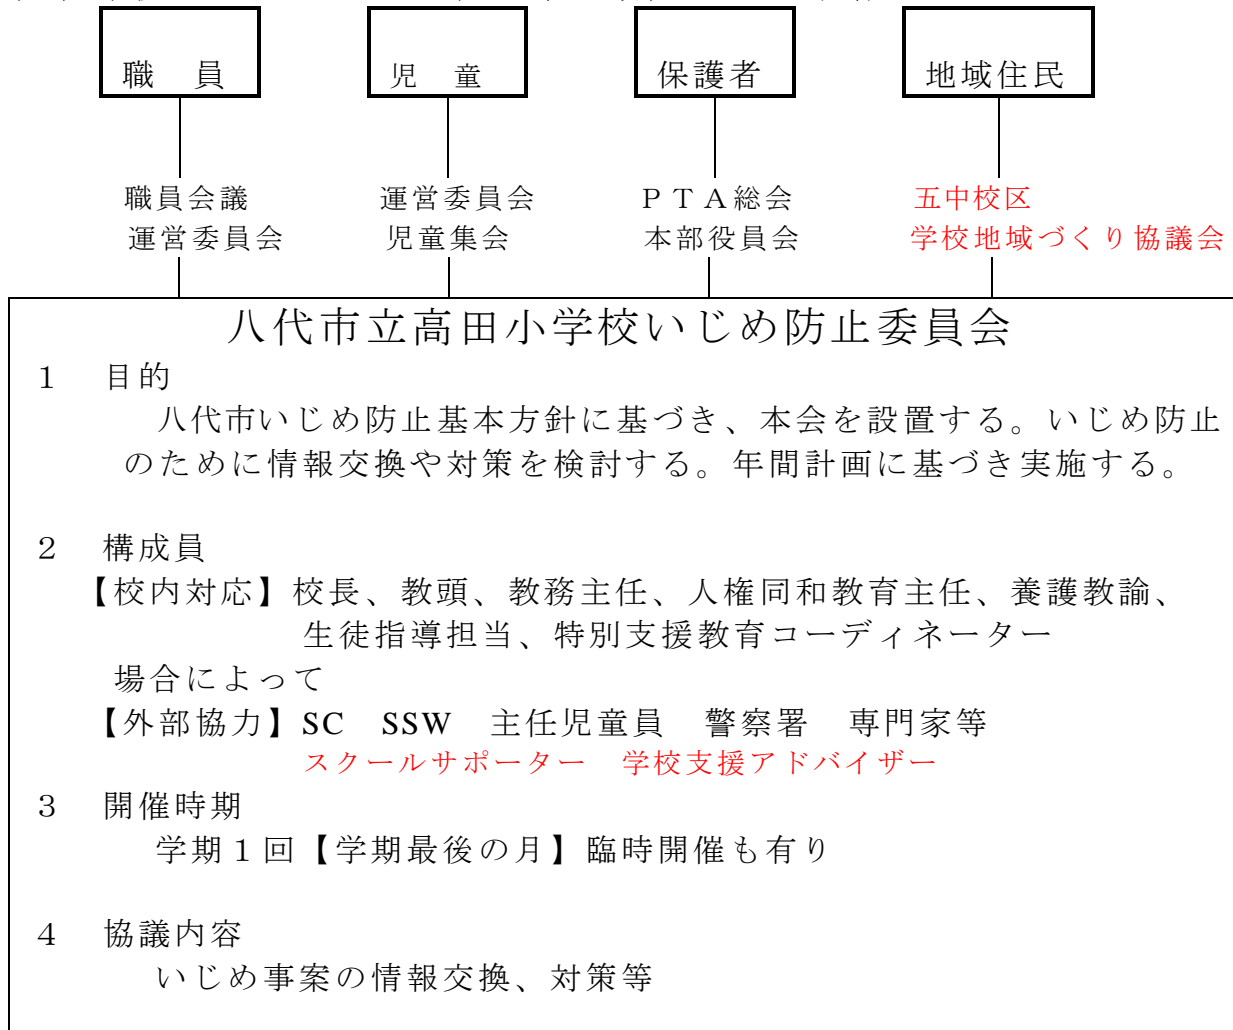 職　員　児　童　保護者　地域住民
職員会議　運営委員会　ＰＴＡ総会　五中校区
運営委員会　児童集会　本部役員会　学校地域づくり協議会
八代市立高田小学校いじめ防止委員会
１　目的
八代市いじめ防止基本方針に基づき、本会を設置する。いじめ防止
のために情報交換や対策を検討する。年間計画に基づき実施する。
２　構成員
【校内対応】校長、教頭、教務主任、人権同和教育主任、養護教諭、
生徒指導担当、特別支援教育コーディネーター
場合によって
【外部協力】SC　SSW　主任児童員　警察署　専門家等
スクールサポーター　学校支援アドバイザー
３　開催時期
学期１回【学期最後の月】臨時開催も有り
４　協議内容
いじめ事案の情報交換、対策等